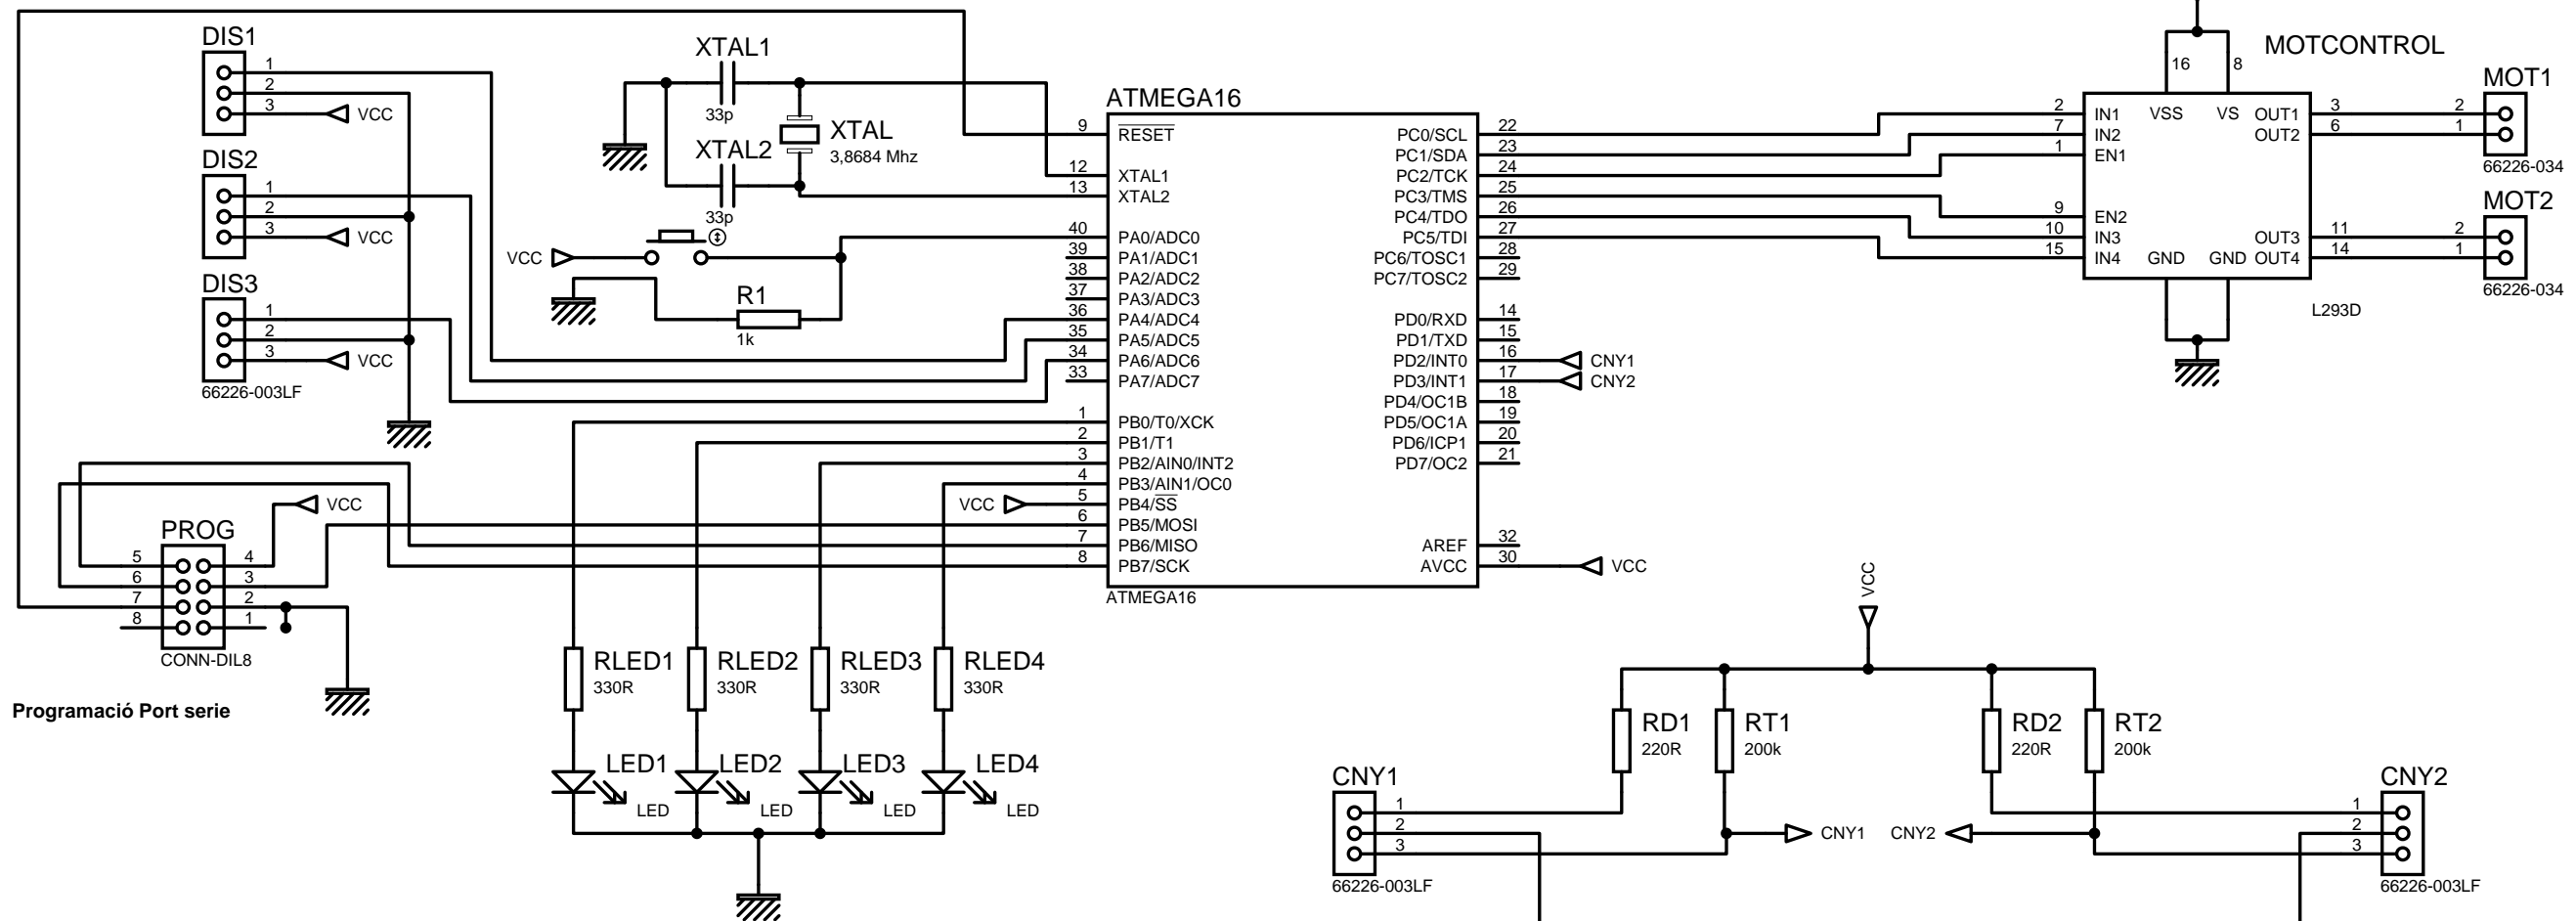 DIS1
1
2
3
VCC
DIS2
1
2
3
VCC
DIS3
1
2
3
VCC
66226-003LF
XTAL1
33p
XTAL2
33p
XTAL
3,8684 Mhz
VCC
R1
1k
ATMEGA16
9 RESET
12 XTAL1
13 XTAL2
40 PA0/ADC0
39 PA1/ADC1
38 PA2/ADC2
37 PA3/ADC3
36 PA4/ADC4
35 PA5/ADC5
34 PA6/ADC6
33 PA7/ADC7
1 PB0/T0/XCK
2 PB1/T1
3 PB2/AIN0/INT2
4 PB3/AIN1/OC0
VCC 5 PB4/SS
6 PB5/MOSI
7 PB6/MISO
8 PB7/SCK
PC0/SCL 22
PC1/SDA 23
PC2/TCK 24
PC3/TMS 25
PC4/TDO 26
PC5/TDI 27
PC6/TOSC1 28
PC7/TOSC2 29
PD0/RXD 14
PD1/TXD 15
PD2/INT0 16 CNY1
PD3/INT1 17 CNY2
PD4/OC1B 18
PD5/OC1A 19
PD6/ICP1 20
PD7/OC2 21
AREF 32
AVCC 30 VCC
ATMEGA16
MOTCONTROL
16 8
2 IN1 VSS VS OUT1 3
7 IN2 OUT2 6
1 EN1
9 EN2
10 IN3 OUT3 11
15 IN4 GND GND OUT4 14
L293D
MOT1
2
1
66226-034
MOT2
2
1
66226-034
VCC
PROG
5 4
6 3
7 2
8 1
CONN-DIL8
Programació Port serie
RLED1
330R
RLED2
330R
RLED3
330R
RLED4
330R
LED1
LED
LED2
LED
LED3
LED
LED4
LED
VCC
RD1
220R
RT1
200k
RD2
220R
RT2
200k
CNY1
1
2
3
66226-003LF
CNY1
CNY2
CNY2
1
2
3
66226-003LF